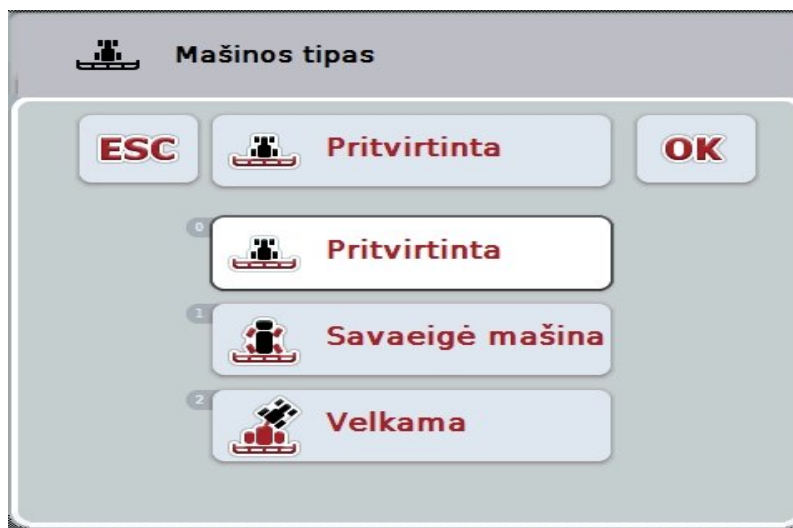 Mašinos tipas
ESC Pritvirtinta OK
0 Pritvirtinta
1 Savaeigė mašina
2 Velkama